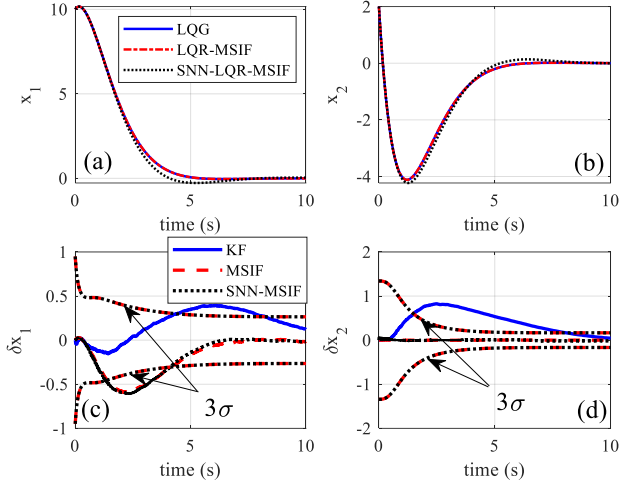 10
5
0
x1
0
5
10
time (s)
LQG
LQR-MSIF
SNN-LQR-MSIF
(a)
2
0
-2
-4
x2
0
5
10
time (s)
(b)
1
0.5
0
-0.5
-1
δx1
0
5
10
time (s)
KF
MSIF
SNN-MSIF
3σ
(c)
2
1
0
-1
-2
δx2
0
5
10
time (s)
3σ
(d)